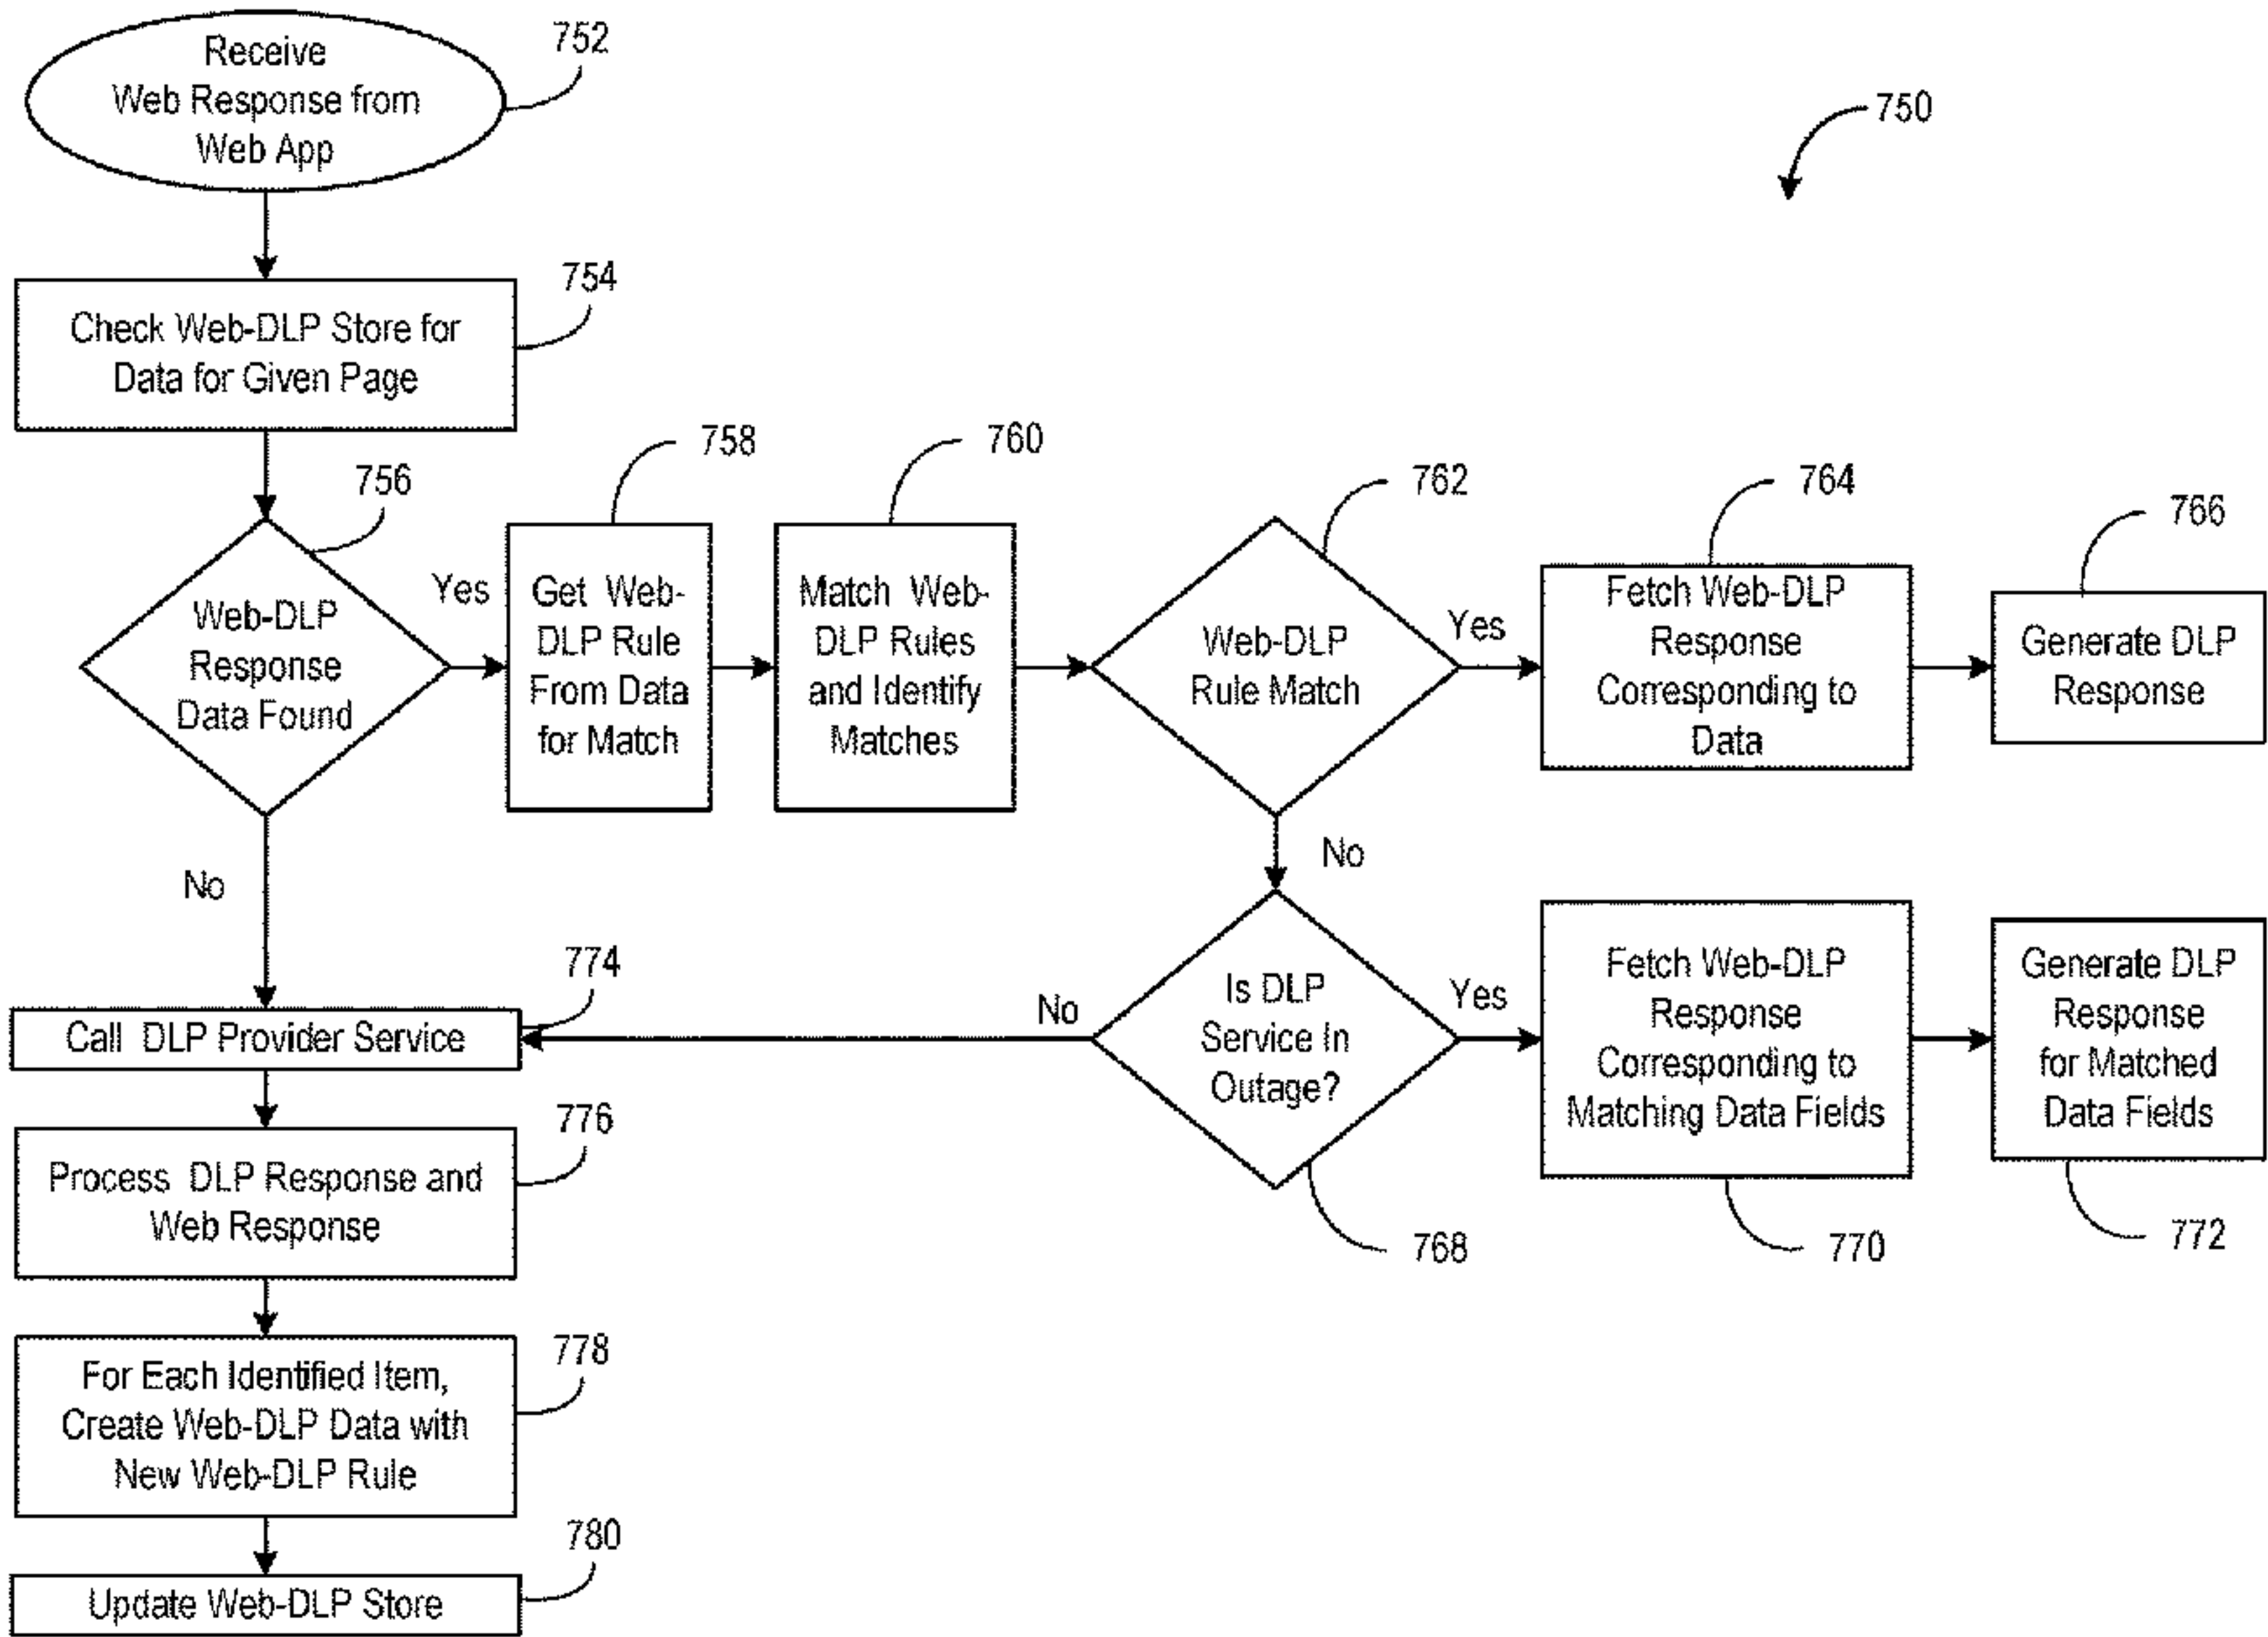 Receive
Web Response from
Web App
752
750
754
Check Web-DLP Store for
Data for Given Page
756
Web-DLP
Response
Data Found
Yes
No
758
Get Web-
DLP Rule
From Data
for Match
760
Match Web-
DLP Rules
and Identify
Matches
762
Web-DLP
Rule Match
Yes
No
764
Fetch Web-DLP
Response
Corresponding to
Data
766
Generate DLP
Response
Is DLP
Service In
Outage?
768
No
Yes
Fetch Web-DLP
Response
Corresponding to
Matching Data Fields
770
Generate DLP
Response
for Matched
Data Fields
772
774
Call DLP Provider Service
776
Process DLP Response and
Web Response
778
For Each Identified Item,
Create Web-DLP Data with
New Web-DLP Rule
780
Update Web-DLP Store